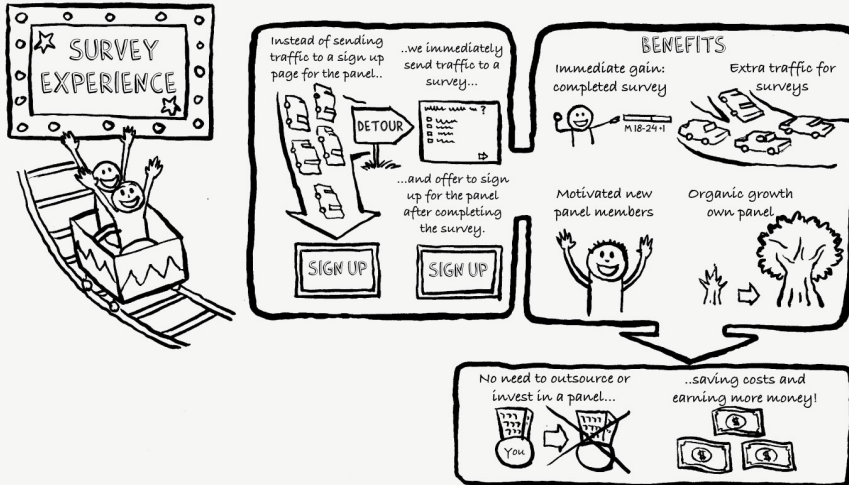 SURVEY
EXPERIENCE
Instead of sending
traffic to a sign up
page for the panel..
..we immediately
send traffic to a
survey...
DETOUR
?
...and offer to sign
up for the panel
after completing
the survey.
SIGN UP
SIGN UP
BENEFITS
Immediate gain:
completed survey
M 18-24 +1
Extra traffic for
surveys
Motivated new
panel members
Organic growth
own panel
No need to outsource or
invest in a panel...
You
..saving costs and
earning more money!
$
$
$